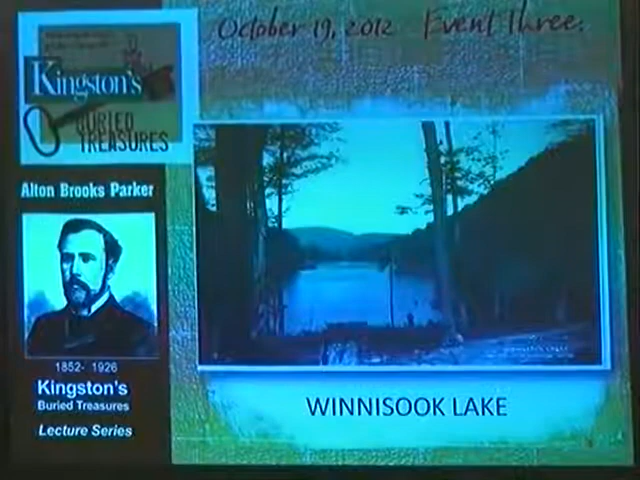 October 19, 2012 Event Three.
Kingston's
BURIED
TREASURES
Alton Brooks Parker
1852- 1926
Kingston's
Buried Treasures
Lecture Series
WINNISOOK LAKE